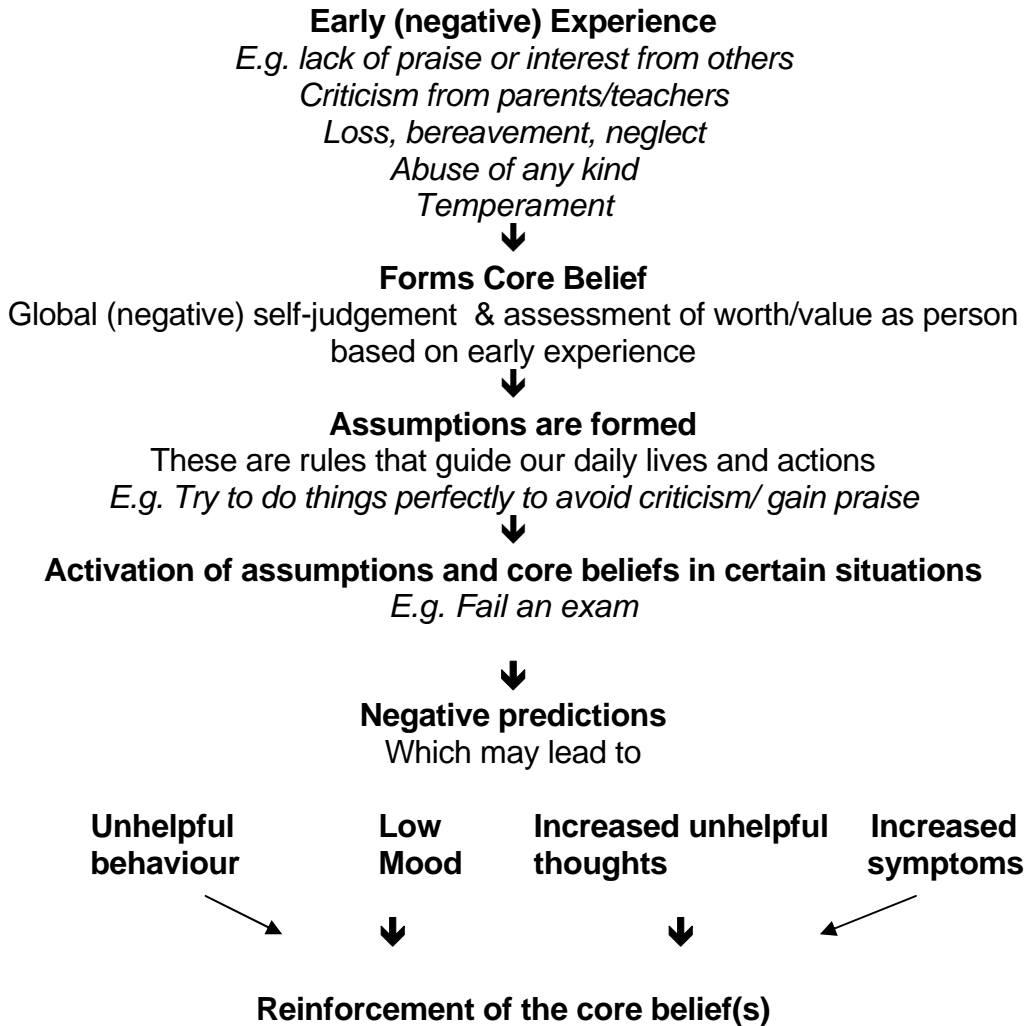 Early (negative) Experience
E.g. lack of praise or interest from others
Criticism from parents/teachers
Loss, bereavement, neglect
Abuse of any kind
Temperament
Forms Core Belief
Global (negative) self-judgement & assessment of worth/value as person
based on early experience
Assumptions are formed
These are rules that guide our daily lives and actions
E.g. Try to do things perfectly to avoid criticism/ gain praise
Activation of assumptions and core beliefs in certain situations
E.g. Fail an exam
Negative predictions
Which may lead to
Unhelpful
behaviour
Low
Mood
Increased unhelpful
thoughts
Increased
symptoms
Reinforcement of the core belief(s)